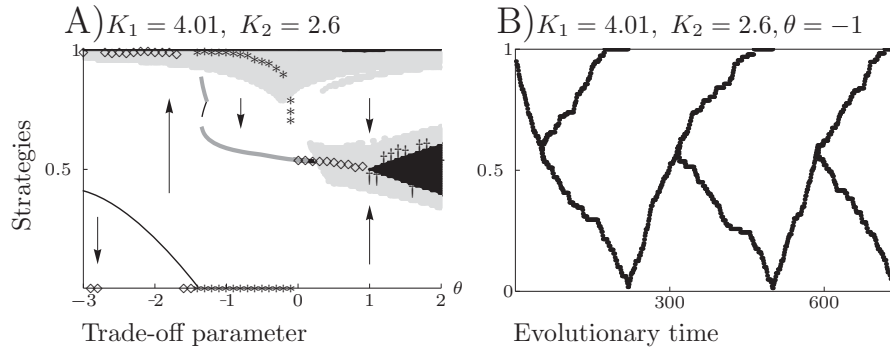 A) K₁ = 4.01, K₂ = 2.6
1
0.5
0
−3 −2 −1 0 1 2 θ
Strategies
Trade-off parameter
B) K₁ = 4.01, K₂ = 2.6, θ = −1
1
0.5
0
300 600
Evolutionary time